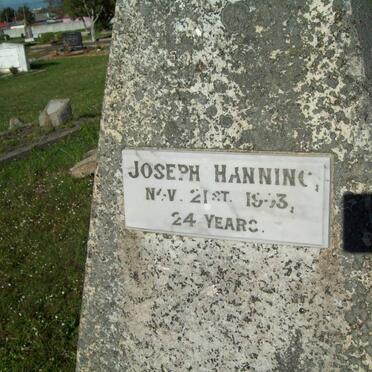 JOSEPH HANNING,
NOV. 21ST.
24 YEARS.